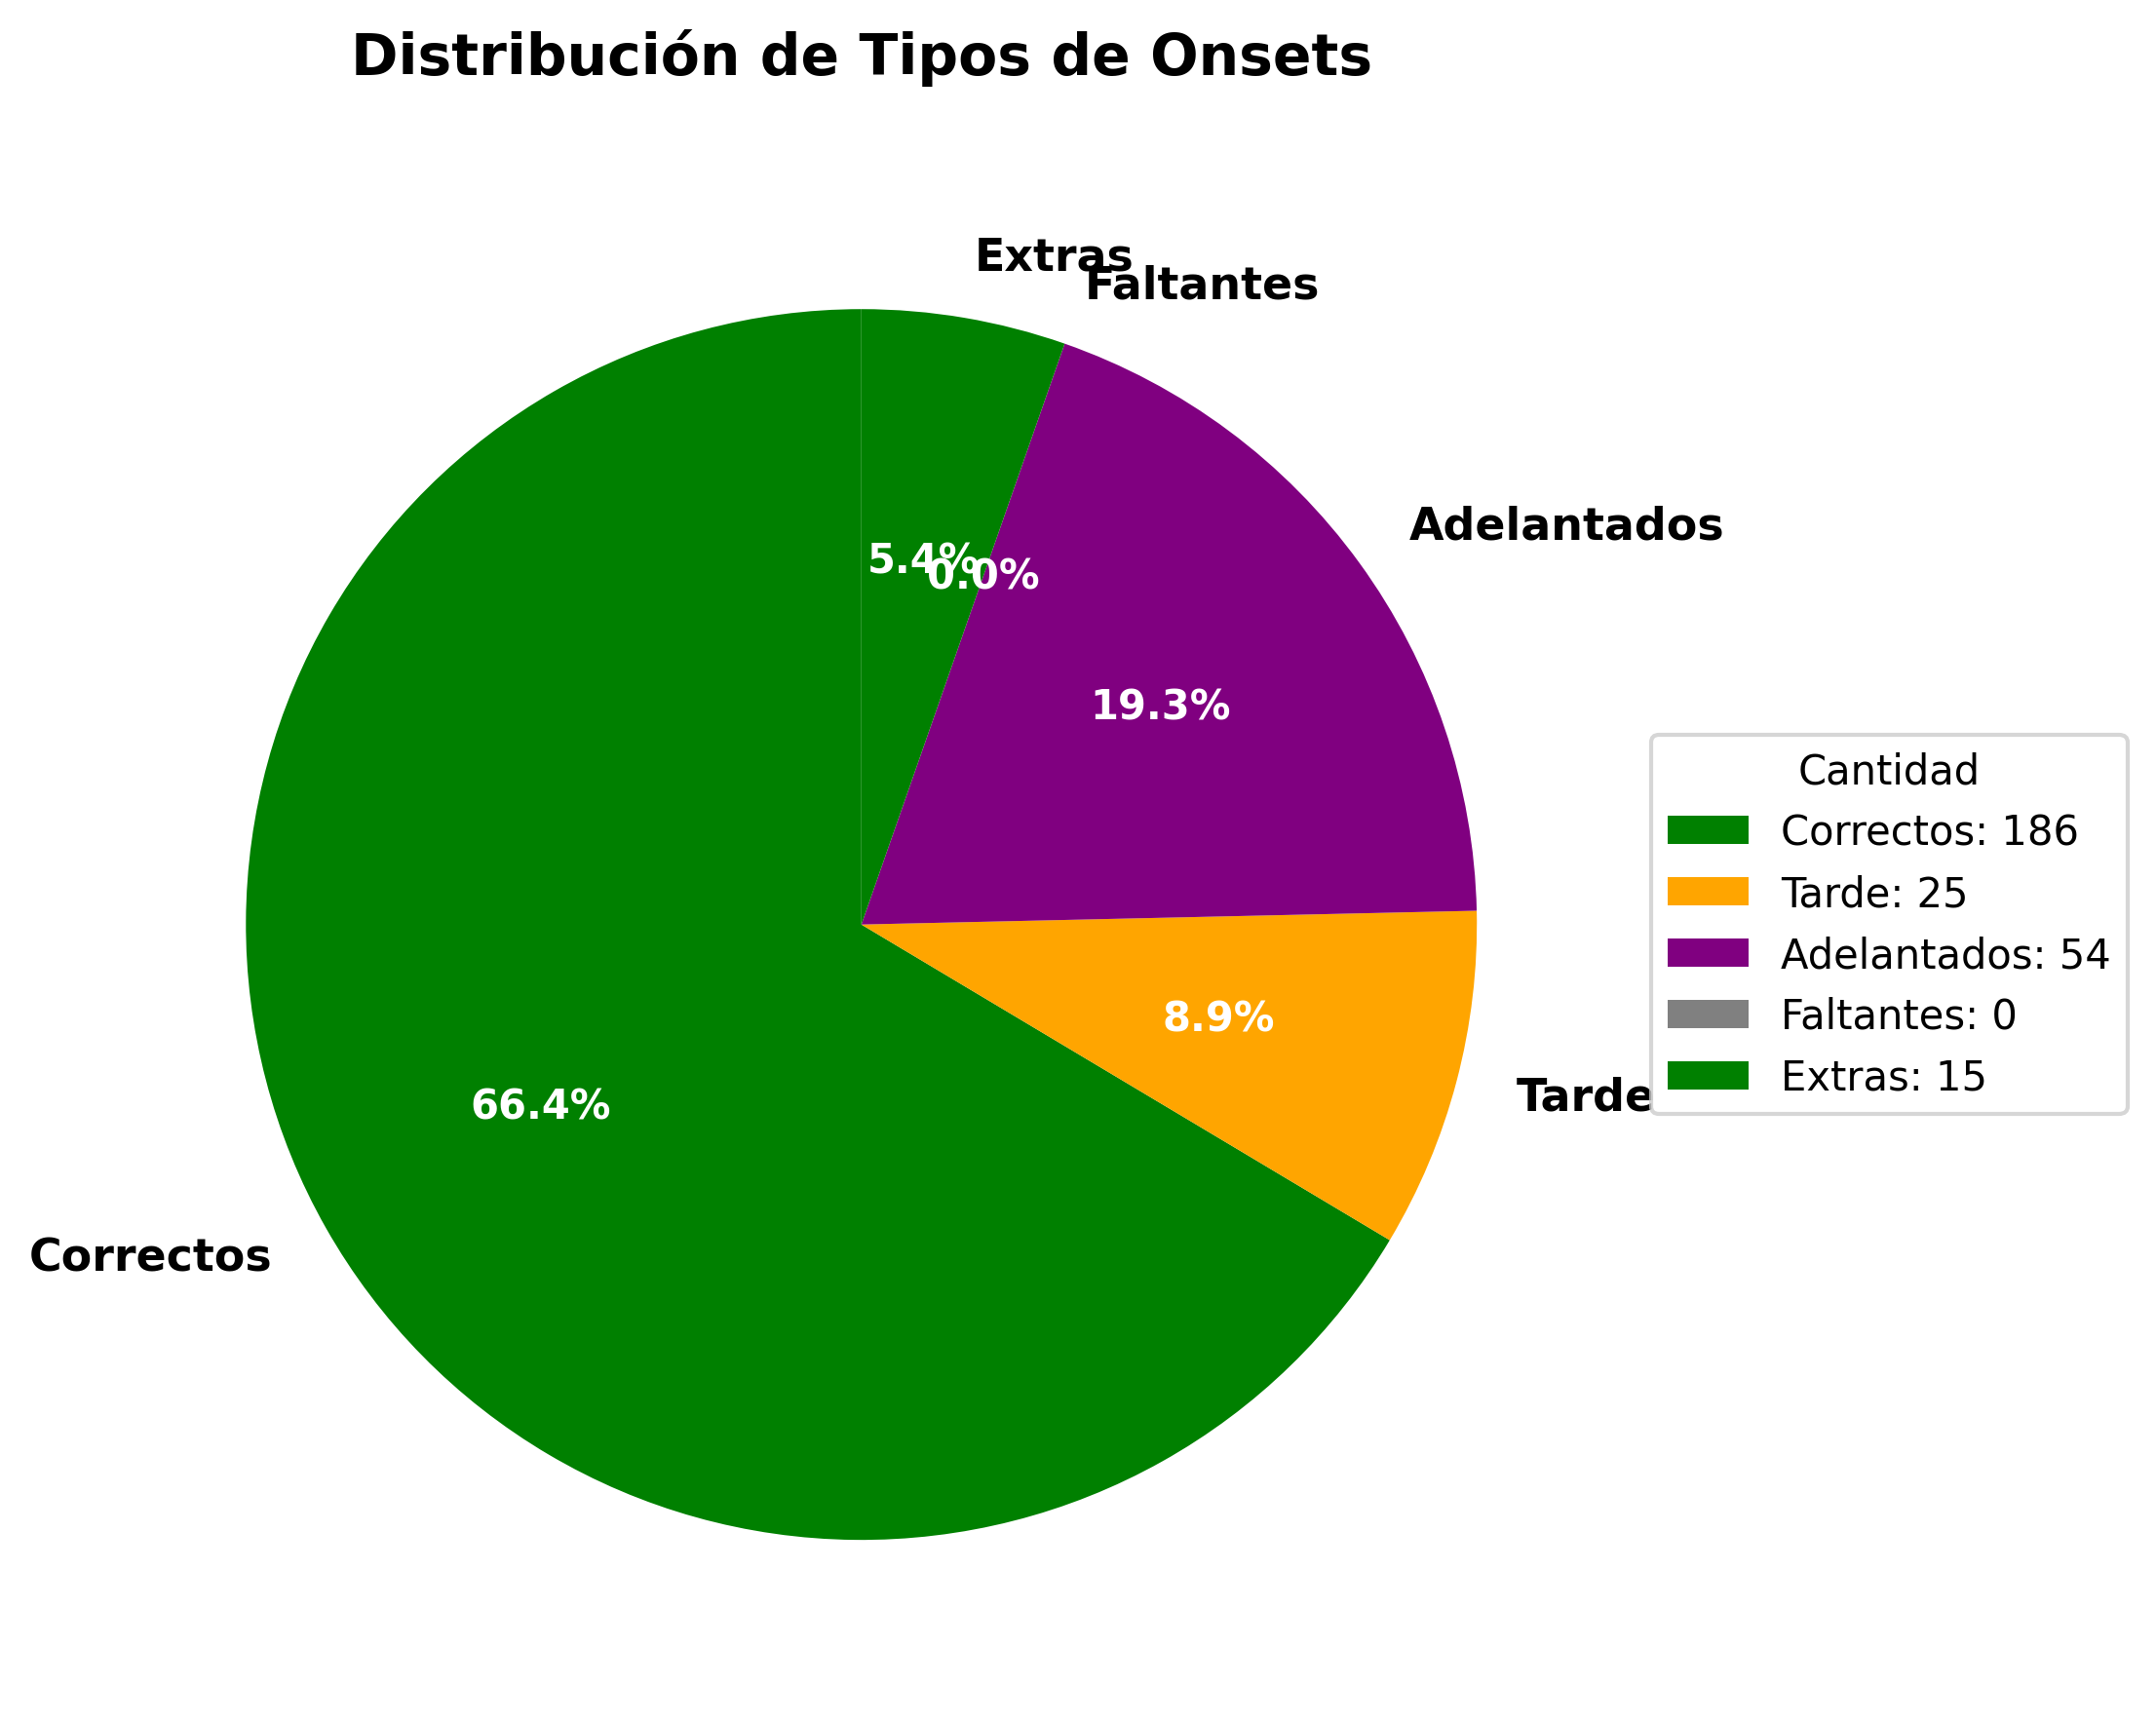 Distribución de Tipos de Onsets
Extras
Faltantes
Adelantados
5.4%
0.0%
19.3%
8.9%
66.4%
Tarde
Correctos
Cantidad
Correctos: 186
Tarde: 25
Adelantados: 54
Faltantes: 0
Extras: 15